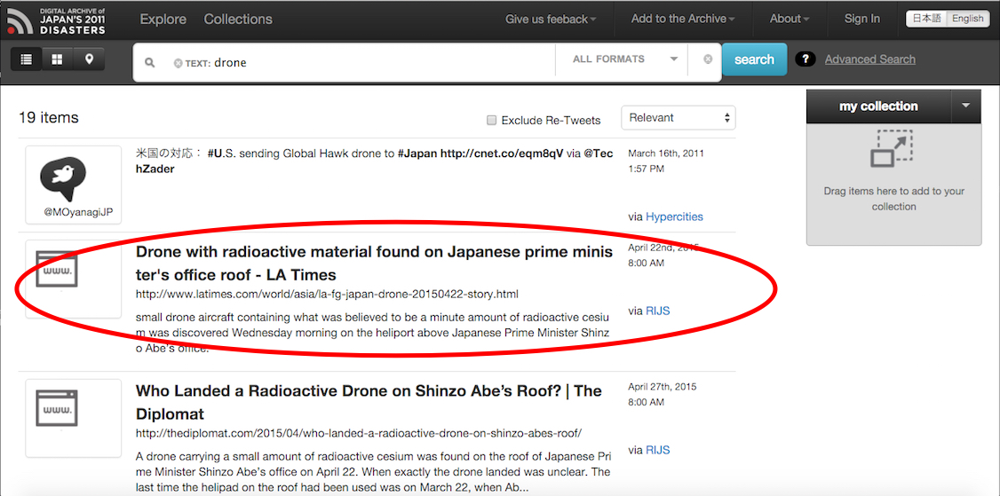 DIGITAL ARCHIVE of
JAPAN'S 2011
DISASTERS
Explore
Collections
Give us feeback
Add to the Archive
About
Sign In
日本語
English
TEXT: drone
ALL FORMATS
search
?
Advanced Search
19 items
Exclude Re-Tweets
Relevant
my collection
Drag items here to add to your
collection
@MOyanagiJP
米国の対応： #U.S. sending Global Hawk drone to #Japan http://cnet.co/eqm8qV via @Tec
hZader
March 16th, 2011
1:57 PM
via Hypercities
www.
Drone with radioactive material found on Japanese prime minis
ter's office roof - LA Times
http://www.latimes.com/world/asia/la-fg-japan-drone-20150422-story.html
small drone aircraft containing what was believed to be a minute amount of radioactive cesiu
m was discovered Wednesday morning on the heliport above Japanese Prime Minister Shinz
o Abe's office.
April 22nd, 2015
8:00 AM
via RIJS
www.
Who Landed a Radioactive Drone on Shinzo Abe's Roof? | The
Diplomat
http://thediplomat.com/2015/04/who-landed-a-radioactive-drone-on-shinzo-abes-roof/
A drone carrying a small amount of radioactive cesium was found on the roof of Japanese Pri
me Minister Shinzo Abe's office on April 22. When exactly the drone landed was unclear. The
last time the helipad on the roof had been used was on March 22, when Ab...
April 27th, 2015
8:00 AM
via RIJS